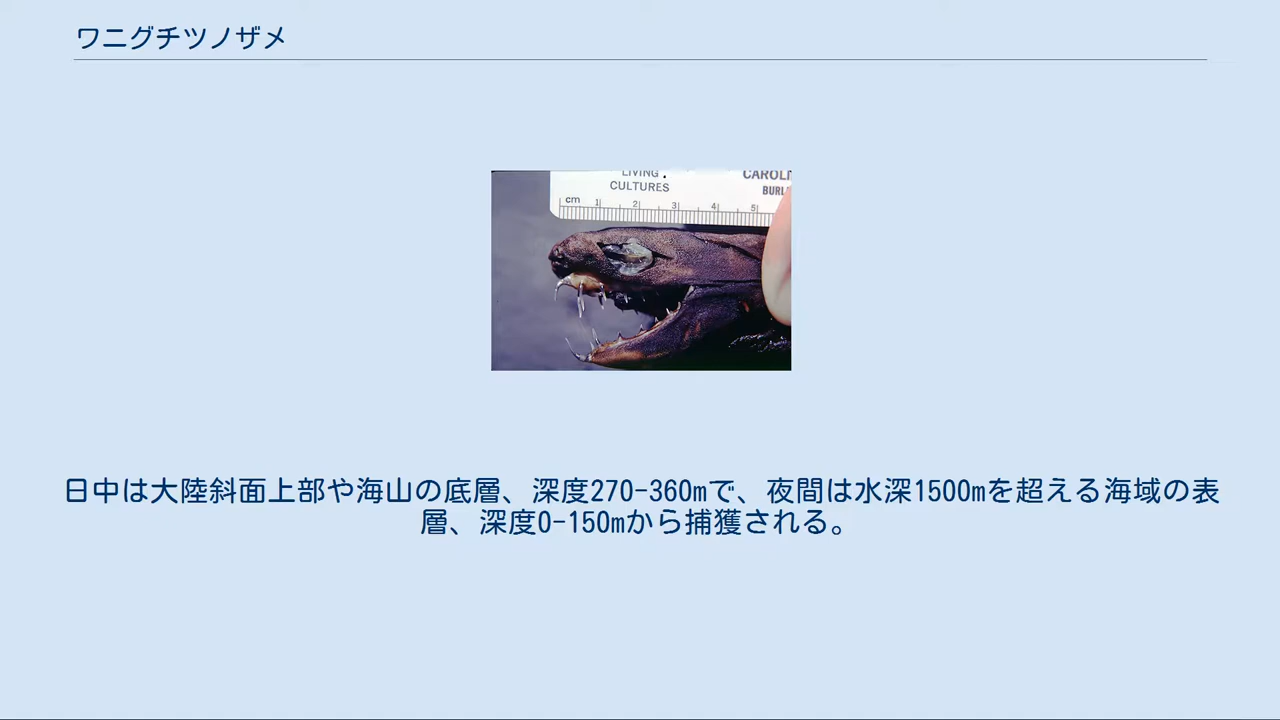 ワニグチツノザメ
LIVING
CAROLI
CULTURES
BURL
cm 1 2 3 4 5
日中は大陸斜面上部や海山の底層、深度270-360mで、夜間は水深1500mを超える海域の表
層、深度0-150mから捕獲される。